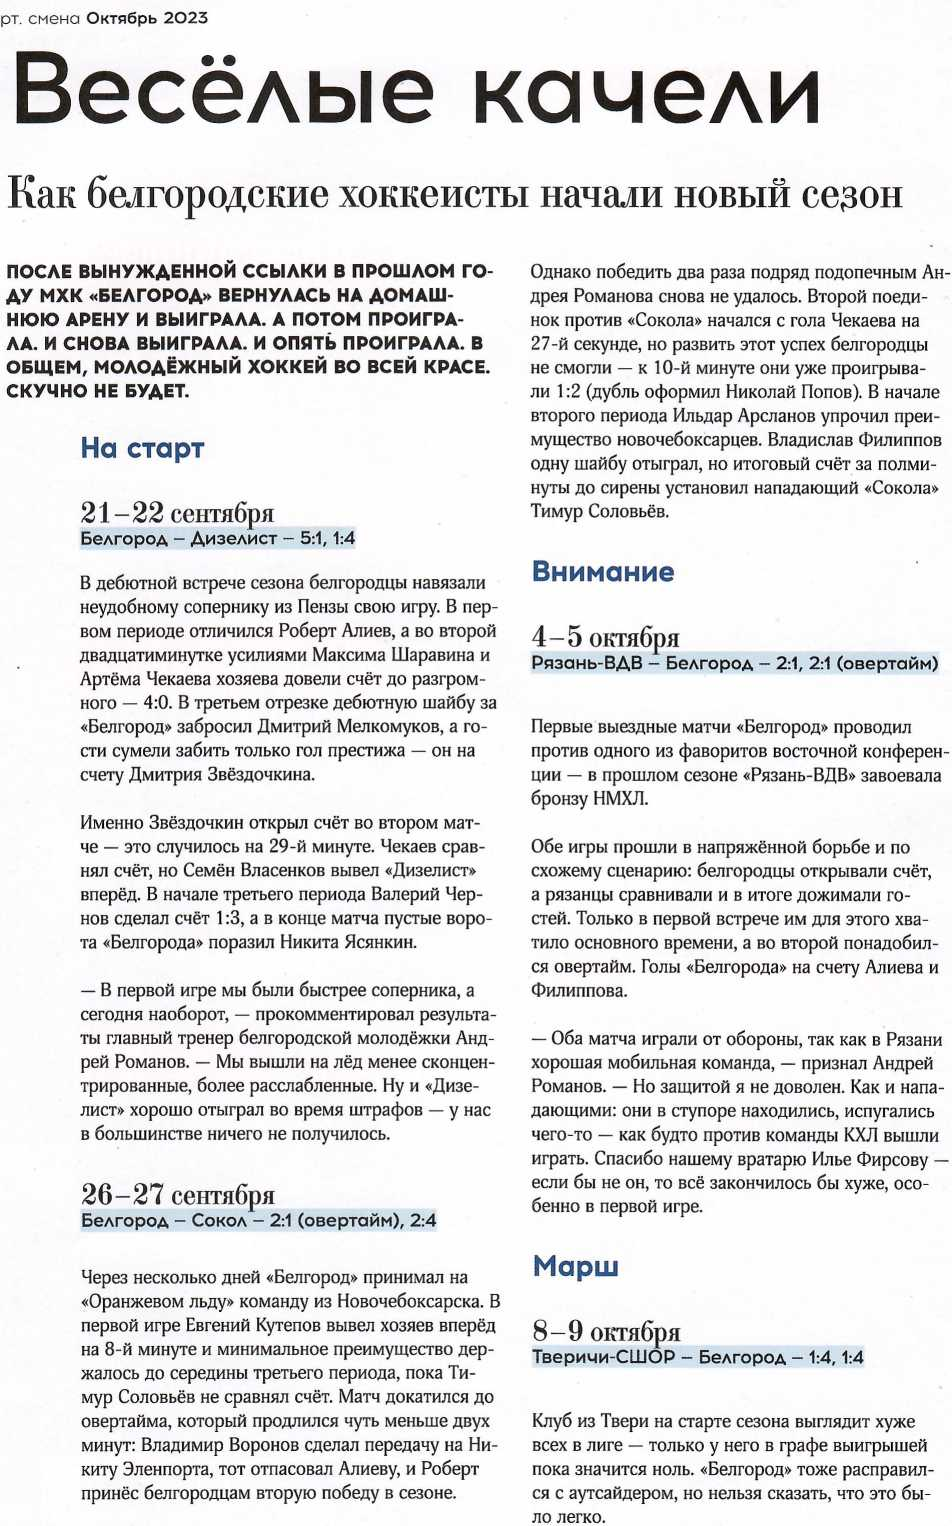 рт. смена Октябрь 2023
Весёлые качели
Как белгородские хоккеисты начали новый сезон
ПОСЛЕ ВЫНУЖДЕННОЙ ССЫЛКИ В ПРОШЛОМ ГО-
ДУ МХК «БЕЛГОРОД» ВЕРНУЛАСЬ НА ДОМАШ-
НЮЮ АРЕНУ И ВЫИГРАЛА. А ПОТОМ ПРОИГРА-
ЛА. И СНОВА ВЫИГРАЛА. И ОПЯТЬ ПРОИГРАЛА. В
ОБЩЕМ, МОЛОДЁЖНЫЙ ХОККЕЙ ВО ВСЕЙ КРАСЕ.
СКУЧНО НЕ БУДЕТ.
На старт
21–22 сентября
Белгород – Дизелист – 5:1, 1:4
В дебютной встрече сезона белгородцы навязали
неудобному сопернику из Пензы свою игру. В пер-
вом периоде отличился Роберт Алиев, а во второй
двадцатиминутке усилиями Максима Шаравина и
Артёма Чекаева хозяева довели счёт до разгром-
ного — 4:0. В третьем отрезке дебютную шайбу за
«Белгород» забросил Дмитрий Мелкомуков, а го-
сти сумели забить только гол престижа — он на
счету Дмитрия Звёздочкина.
Именно Звёздочкин открыл счёт во втором мат-
че — это случилось на 29-й минуте. Чекаев срав-
нял счёт, но Семён Власенков вывел «Дизелист»
вперёд. В начале третьего периода Валерий Чер-
нов сделал счёт 1:3, а в конце матча пустые воро-
та «Белгорода» поразил Никита Ясянкин.
— В первой игре мы были быстрее соперника, а
сегодня наоборот, — прокомментировал результа-
ты главный тренер белгородской молодёжки Анд-
рей Романов. — Мы вышли на лёд менее сконцен-
трированные, более расслабленные. Ну и «Дизе-
лист» хорошо отыграл во время штрафов — у нас
в большинстве ничего не получилось.
26–27 сентября
Белгород – Сокол – 2:1 (овертайм), 2:4
Через несколько дней «Белгород» принимал на
«Оранжевом льду» команду из Новочебоксарска. В
первой игре Евгений Кутепов вывел хозяев вперёд
на 8-й минуте и минимальное преимущество дер-
жалось до середины третьего периода, пока Ти-
мур Соловьёв не сравнял счёт. Матч докатился до
овертайма, который продлился чуть меньше двух
минут: Владимир Воронов сделал передачу на Ни-
киту Эленпорта, тот отпасовал Алиеву, и Роберт
принёс белгородцам вторую победу в сезоне.
Однако победить два раза подряд подопечным Ан-
дрея Романова снова не удалось. Второй поеди-
нок против «Сокола» начался с гола Чекаева на
27-й секунде, но развить этот успех белгородцы
не смогли — к 10-й минуте они уже проигрыва-
ли 1:2 (дубль оформил Николай Попов). В начале
второго периода Ильдар Арсланов упрочил преи-
мущество новочебоксарцев. Владислав Филиппов
одну шайбу отыграл, но итоговый счёт за полми-
нуты до сирены установил нападающий «Сокола»
Тимур Соловьёв.
Внимание
4–5 октября
Рязань-ВДВ – Белгород – 2:1, 2:1 (овертайм)
Первые выездные матчи «Белгород» проводил
против одного из фаворитов восточной конферен-
ции — в прошлом сезоне «Рязань-ВДВ» завоевала
бронзу НМХЛ.
Обе игры прошли в напряжённой борьбе и по
схожему сценарию: белгородцы открывали счёт,
а рязанцы сравнивали и в итоге дожимали го-
стей. Только в первой встрече им для этого хва-
тило основного времени, а во второй понадобил-
ся овертайм. Голы «Белгорода» на счету Алиева и
Филиппова.
— Оба матча играли от обороны, так как в Рязани
хорошая мобильная команда, — признал Андрей
Романов. — Но защитой я не доволен. Как и напа-
дающими: они в ступоре находились, испугались
чего-то — как будто против команды КХЛ вышли
играть. Спасибо нашему вратарю Илье Фирсову —
если бы не он, то всё закончилось бы хуже, осо-
бенно в первой игре.
Марш
8–9 октября
Тверичи-СШОР – Белгород – 1:4, 1:4
Клуб из Твери на старте сезона выглядит хуже
всех в лиге — только у него в графе выигрышей
пока значится ноль. «Белгород» тоже расправил-
ся с аутсайдером, но нельзя сказать, что это бы-
ло легко.